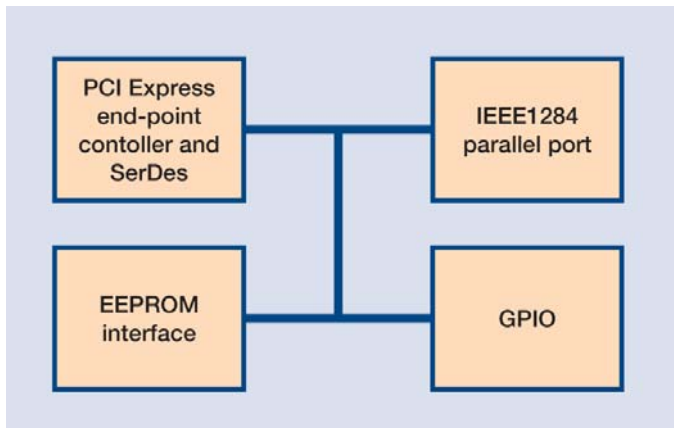 PCI Express
end-point
contoller and
SerDes
IEEE1284
parallel port
EEPROM
interface
GPIO